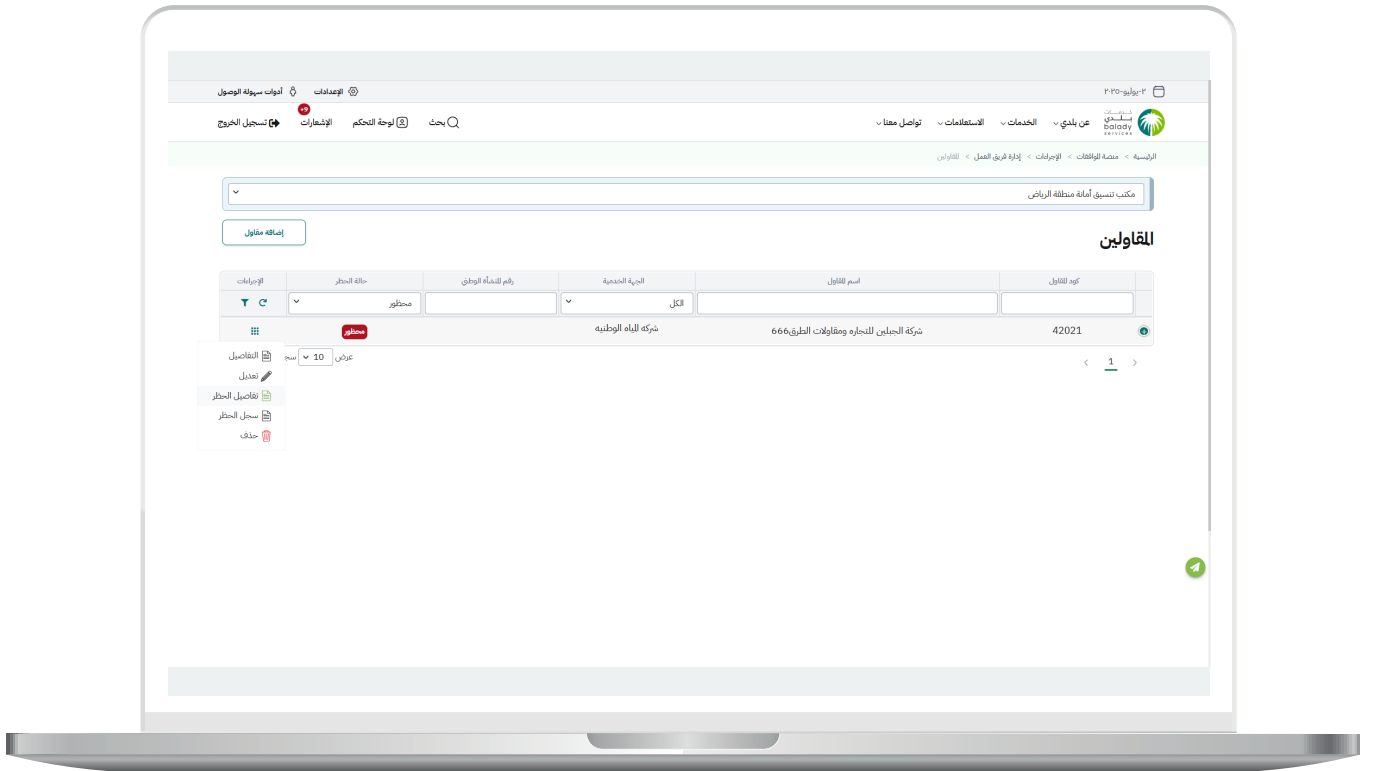 ٢-يوليو-٢٠٢٥
الإعدادات
أدوات سهولة الوصول
خدمات
بلدي
balady
services
عن بلدي
الخدمات
الاستعلامات
تواصل معنا
بحث
لوحة التحكم
الإشعارات
+9
تسجيل الخروج
الرئيسية > منصة الموافقات > الإجراءات > إدارة فريق العمل > المقاولين
مكتب تنسيق أمانة منطقة الرياض
المقاولين
إضافة مقاول
كود المقاول اسم المقاول الجهة الخدمية رقم المنشأة الوطني حالة الحظر الإجراءات
الكل محظور
42021 شركة الجبلين للتجاره ومقاولات الطرق666 شركه المياه الوطنيه محظور
1
عرض 10 سج
التفاصيل
تعديل
تفاصيل الحظر
سجل الحظر
حذف